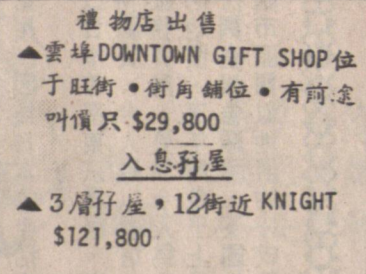 禮物店出售
▲雲埠DOWNTOWN GIFT SHOP位
于旺街•街角舖位•有前途
叫價只$29,800
入息孖屋
▲3層孖屋，12街近KNIGHT
$121,800